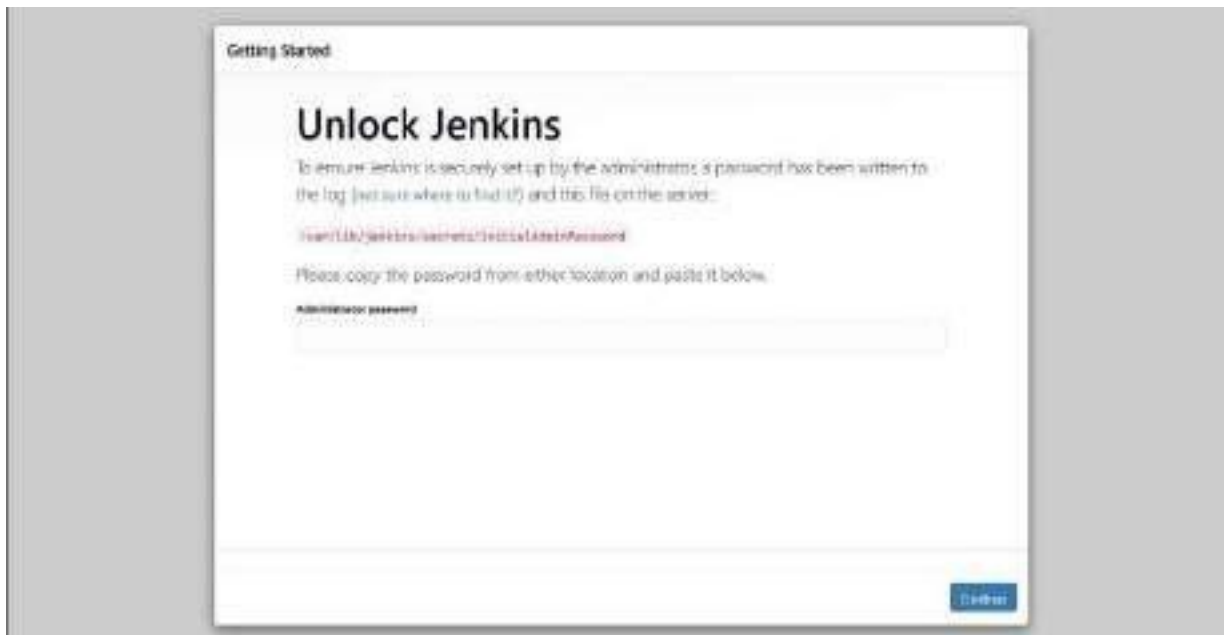 Getting Started
Unlock Jenkins
To ensure Jenkins is securely set up by the administrator, a password has been written to
the log (not sure where to find it?) and this file on the server:
/var/lib/jenkins/secrets/initialAdminPassword
Please copy the password from either location and paste it below.
Administrator password
Continue